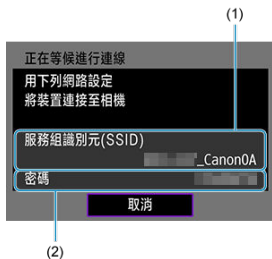 (1)
正在等候進行連線
用下列網路設定
將裝置連接至相機
服務組識別元(SSID)
_Canon0A
密碼
取消
(2)